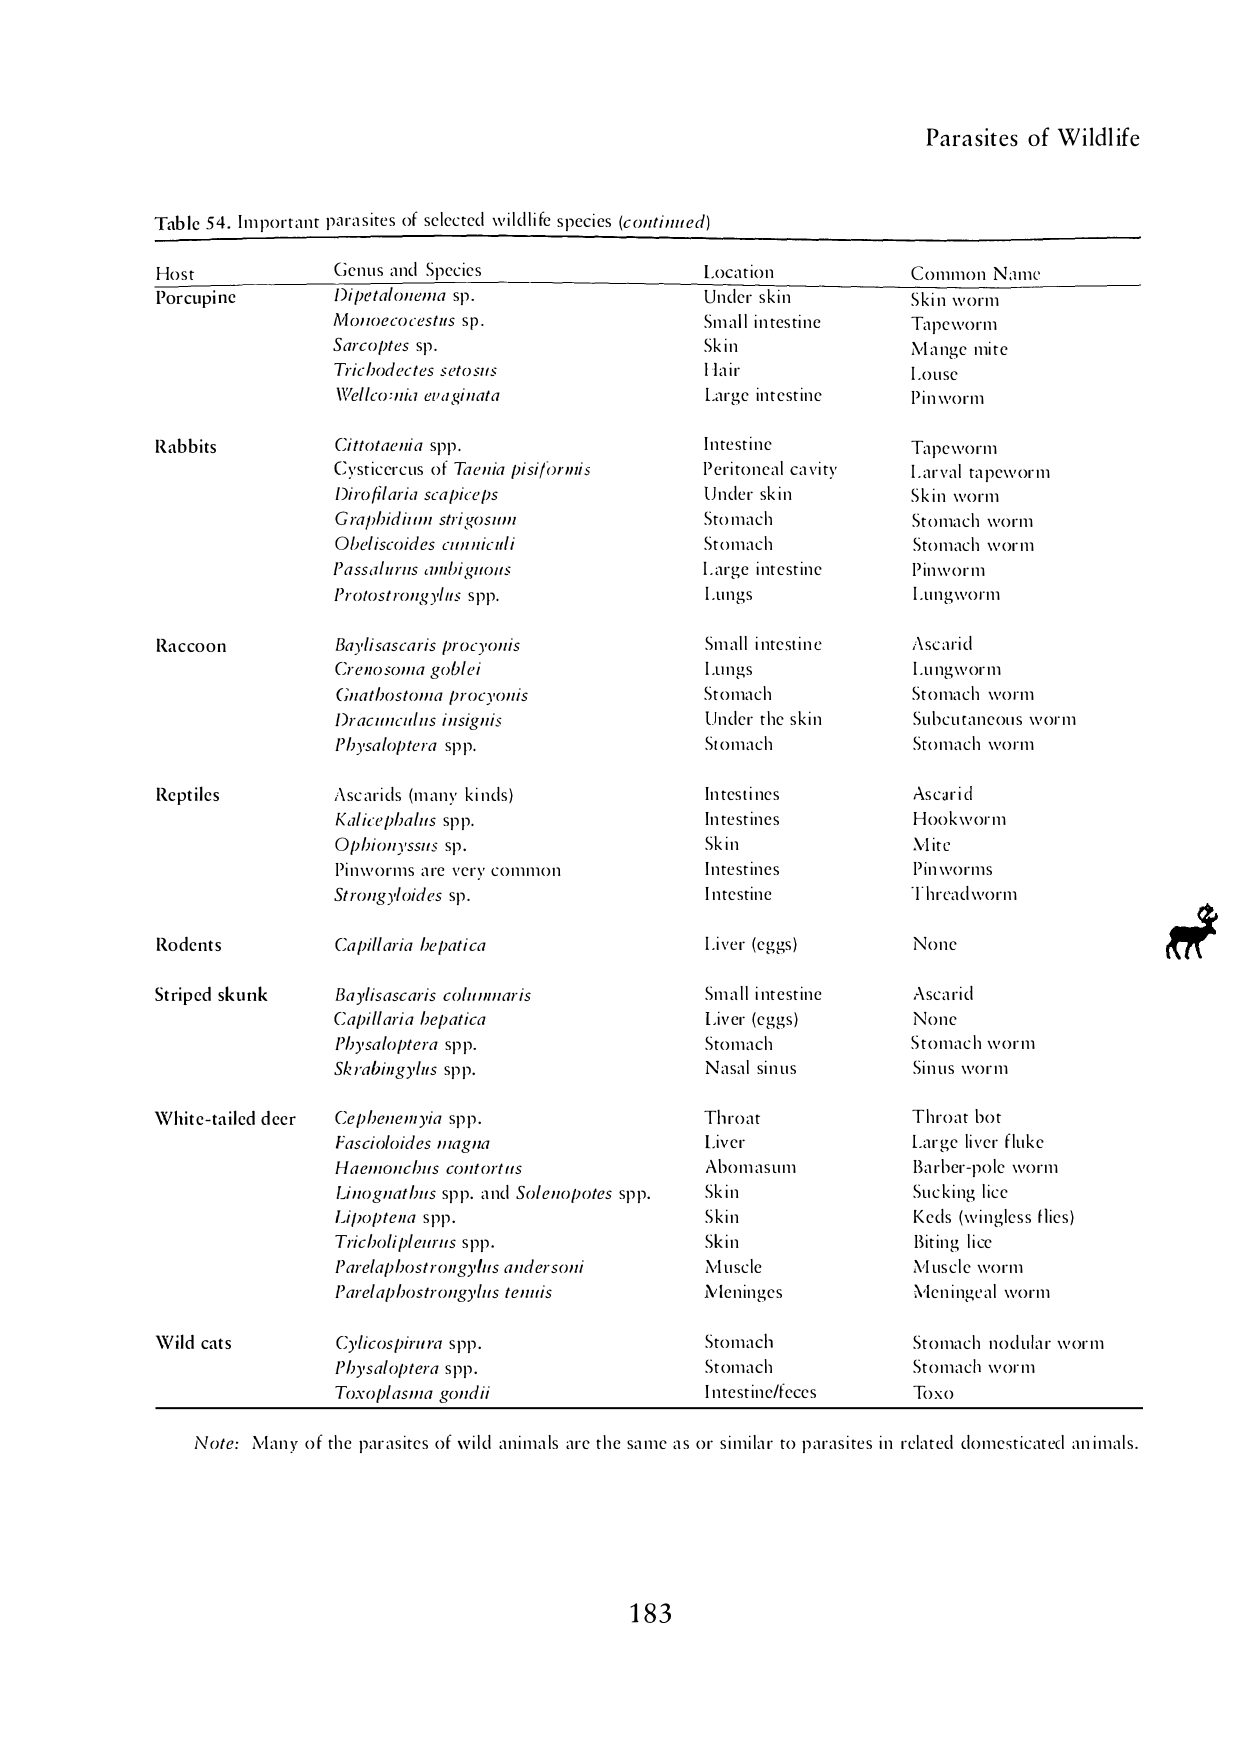 Parasites of Wildlife
Table 54. Important parasites of selected wildlife species (continued)
Host Genus and Species Location Common Name
Porcupine Dipetalonema sp. Under skin Skin worm
Monoecocestus sp. Small intestine Tapeworm
Sarcoptes sp. Skin Mange mite
Trichodectes setosus Hair Louse
Wellco:nia evaginata Large intestine Pinworm
Rabbits Cittotaenia spp. Intestine Tapeworm
Cysticercus of Taenia pisiformis Peritoneal cavity Larval tapeworm
Dirofilaria scapiceps Under skin Skin worm
Graphidium strigosum Stomach Stomach worm
Obeliscoides cunniculi Stomach Stomach worm
Passalurus ambiguous Large intestine Pinworm
Protostrongylus spp. Lungs Lungworm
Raccoon Baylisascaris procyonis Small intestine Ascarid
Crenosoma goblei Lungs Lungworm
Gnathostoma procyonis Stomach Stomach worm
Dracunculus insignis Under the skin Subcutaneous worm
Physaloptera spp. Stomach Stomach worm
Reptiles Ascarids (many kinds) Intestines Ascarid
Kalicephalus spp. Intestines Hookworm
Ophionyssus sp. Skin Mite
Pinworms are very common Intestines Pinworms
Strongyloides sp. Intestine Threadworm
Rodents Capillaria hepatica Liver (eggs) None
Striped skunk Baylisascaris columnaris Small intestine Ascarid
Capillaria hepatica Liver (eggs) None
Physaloptera spp. Stomach Stomach worm
Skrabingylus spp. Nasal sinus Sinus worm
White-tailed deer Cephenemyia spp. Throat Throat bot
Fascioloides magna Liver Large liver fluke
Haemonchus contortus Abomasum Barber-pole worm
Linognathus spp. and Solenopotes spp. Skin Sucking lice
Lipoptena spp. Skin Keds (wingless flies)
Tricholipleurus spp. Skin Biting lice
Parelaphostrongylus andersoni Muscle Muscle worm
Parelaphostrongylus tenuis Meninges Meningeal worm
Wild cats Cylicospirura spp. Stomach Stomach nodular worm
Physaloptera spp. Stomach Stomach worm
Toxoplasma gondii Intestine/feces Toxo
Note: Many of the parasites of wild animals are the same as or similar to parasites in related domesticated animals.
183